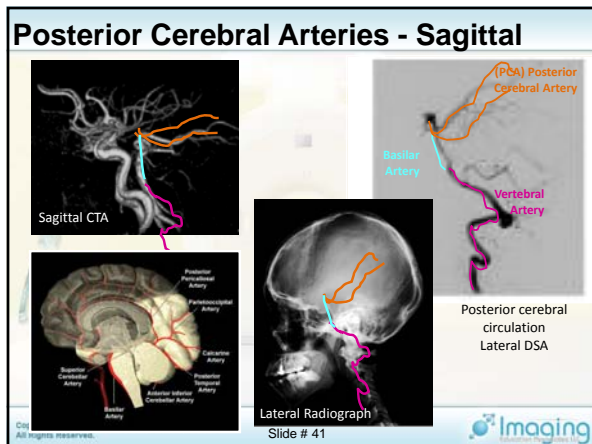 Posterior Cerebral Arteries - Sagittal
Sagittal CTA
(PCA) Posterior
Cerebral Artery
Basilar
Artery
Vertebral
Artery
Posterior cerebral
circulation
Lateral DSA
Posterior
Pericallosal
Artery
Parietooccipital
Artery
Calcarine
Artery
Posterior
Temporal
Artery
Superior
Cerebellar
Artery
Basilar
Artery
Anterior Inferior
Cerebellar Artery
Lateral Radiograph
All Rights Reserved.
Slide # 41
Imaging
Education